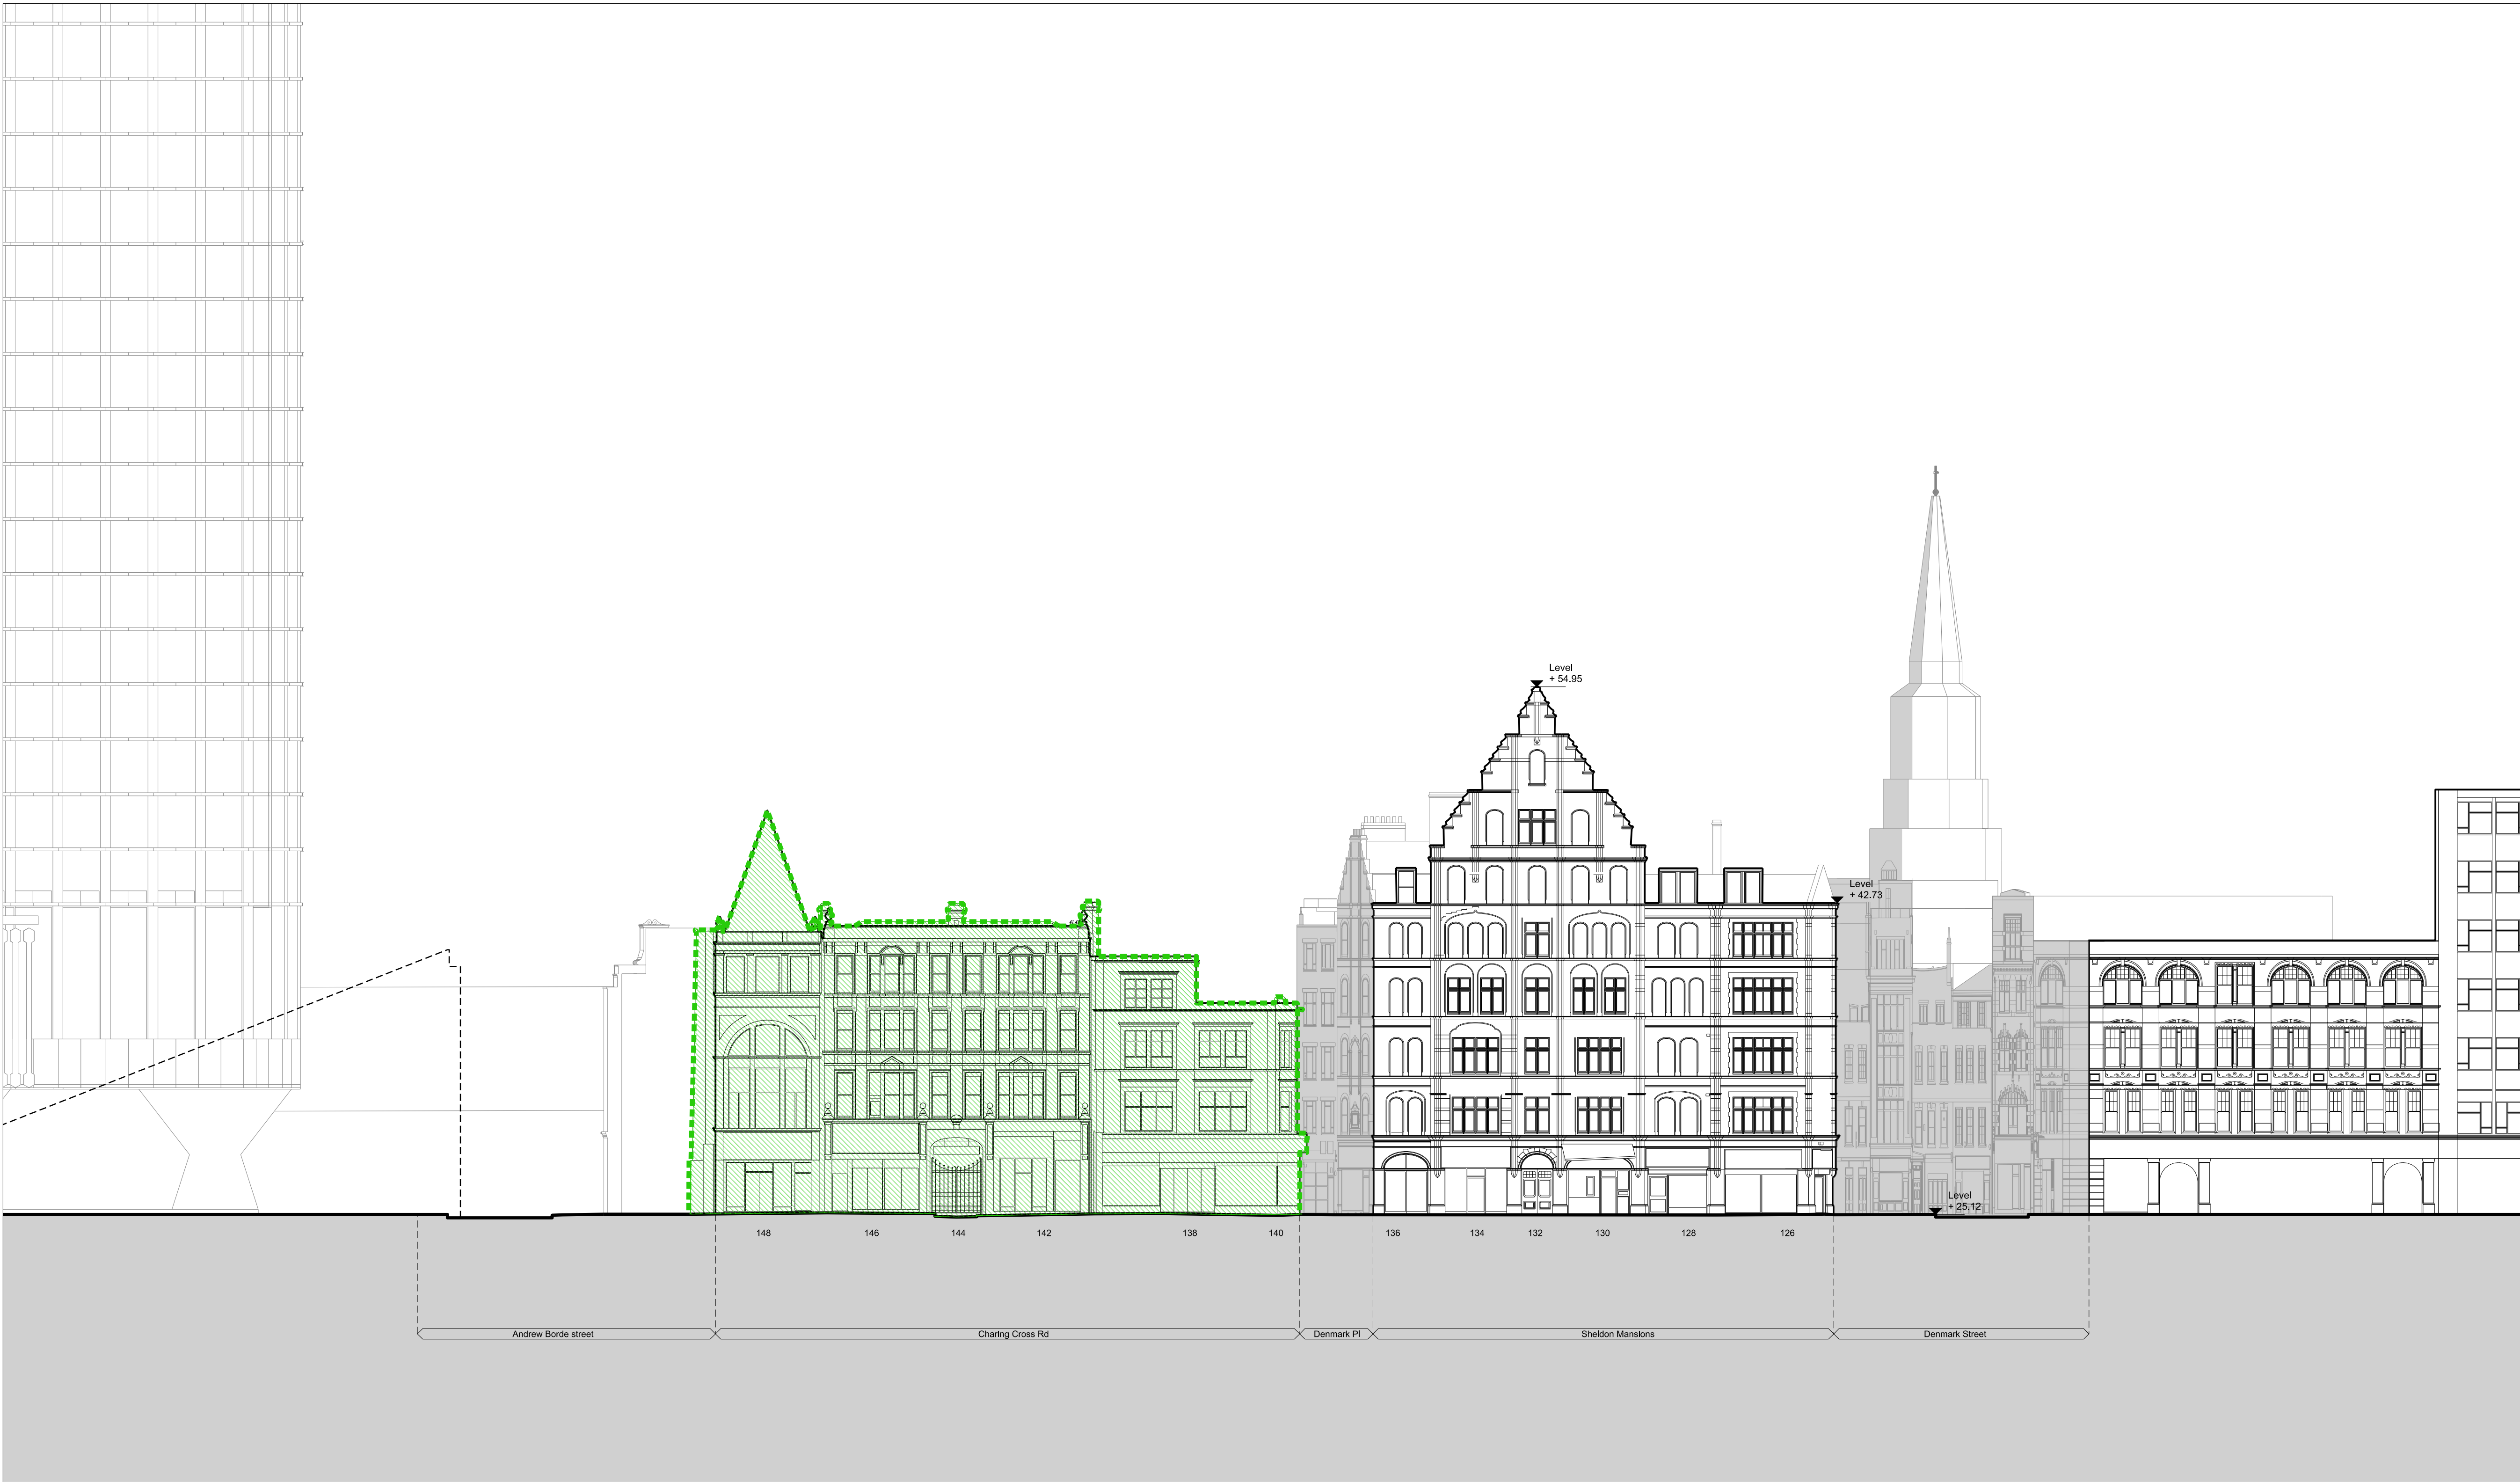 Level
+ 54.95
Level
+ 42.73
Level
+ 25.12
148 146 144 142 138 140 136 134 132 130 128 126
Andrew Borde street Charing Cross Rd Denmark Pl Sheldon Mansions Denmark Street